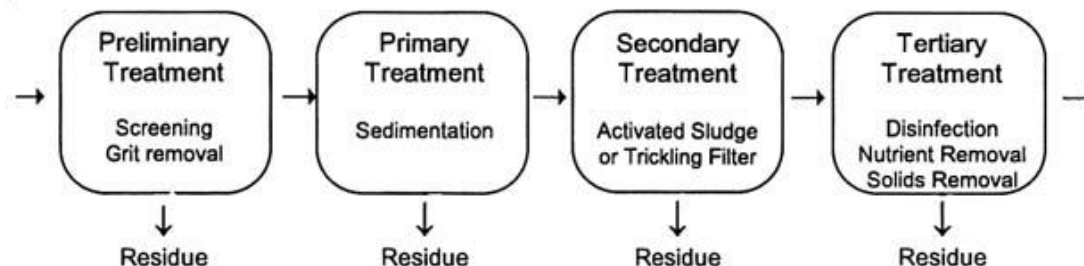 Preliminary
Treatment
Screening
Grit removal
Residue
Primary
Treatment
Sedimentation
Residue
Secondary
Treatment
Activated Sludge
or Trickling Filter
Residue
Tertiary
Treatment
Disinfection
Nutrient Removal
Solids Removal
Residue